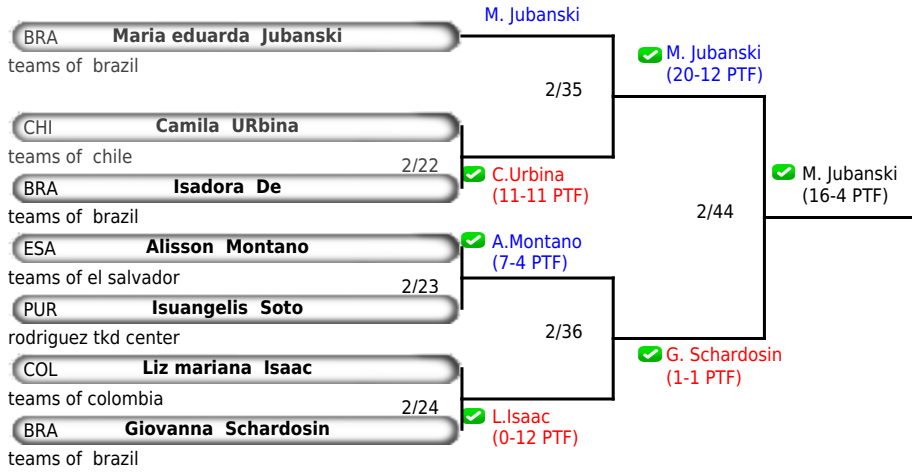 M. Jubanski
BRA Maria eduarda Jubanski
teams of brazil
M. Jubanski
(20-12 PTF)
2/35
CHI Camila URbina
teams of chile
2/22
C.Urbina
(11-11 PTF)
BRA Isadora De
teams of brazil
M. Jubanski
(16-4 PTF)
2/44
ESA Alisson Montano
A.Montano
(7-4 PTF)
teams of el salvador
2/23
PUR Isuangelis Soto
rodriguez tkd center
2/36
G. Schardosin
(1-1 PTF)
COL Liz mariana Isaac
teams of colombia
2/24
L.Isaac
(0-12 PTF)
BRA Giovanna Schardosin
teams of brazil